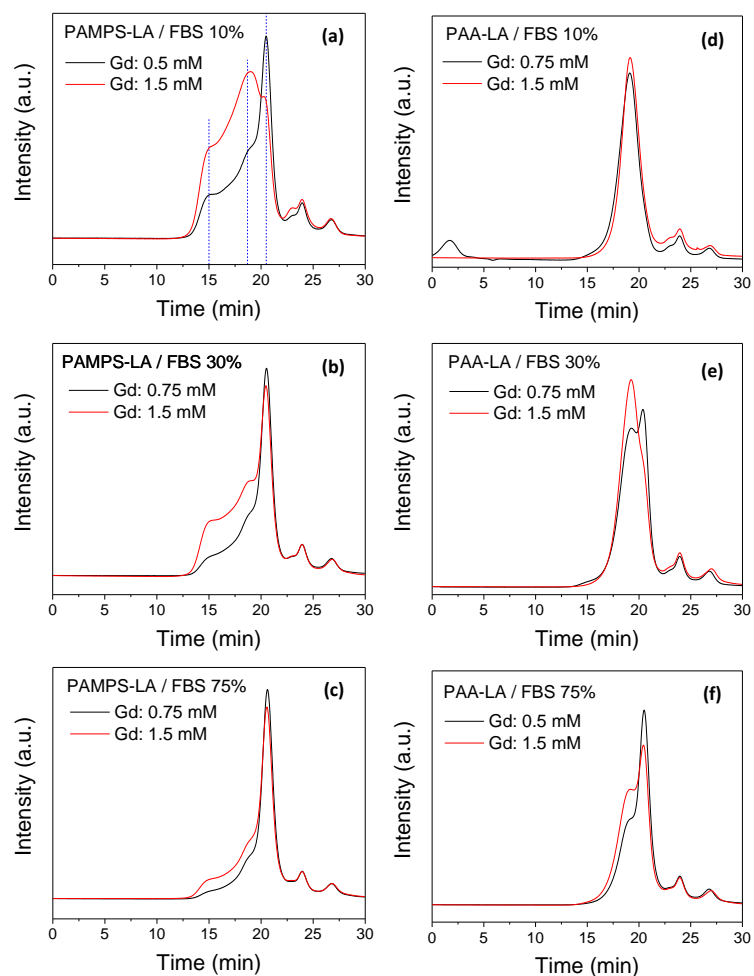 PAMPS-LA / FBS 10%
(a)
Gd: 0.5 mM
Gd: 1.5 mM
Intensity (a.u.)
0 5 10 15 20 25 30
Time (min)
PAA-LA / FBS 10%
(d)
Gd: 0.75 mM
Gd: 1.5 mM
Intensity (a.u.)
0 5 10 15 20 25 30
Time (min)
PAMPS-LA / FBS 30%
(b)
Gd: 0.75 mM
Gd: 1.5 mM
Intensity (a.u.)
0 5 10 15 20 25 30
Time (min)
PAA-LA / FBS 30%
(e)
Gd: 0.75 mM
Gd: 1.5 mM
Intensity (a.u.)
0 5 10 15 20 25 30
Time (min)
PAMPS-LA / FBS 75%
(c)
Gd: 0.75 mM
Gd: 1.5 mM
Intensity (a.u.)
0 5 10 15 20 25 30
Time (min)
PAA-LA / FBS 75%
(f)
Gd: 0.5 mM
Gd: 1.5 mM
Intensity (a.u.)
0 5 10 15 20 25 30
Time (min)